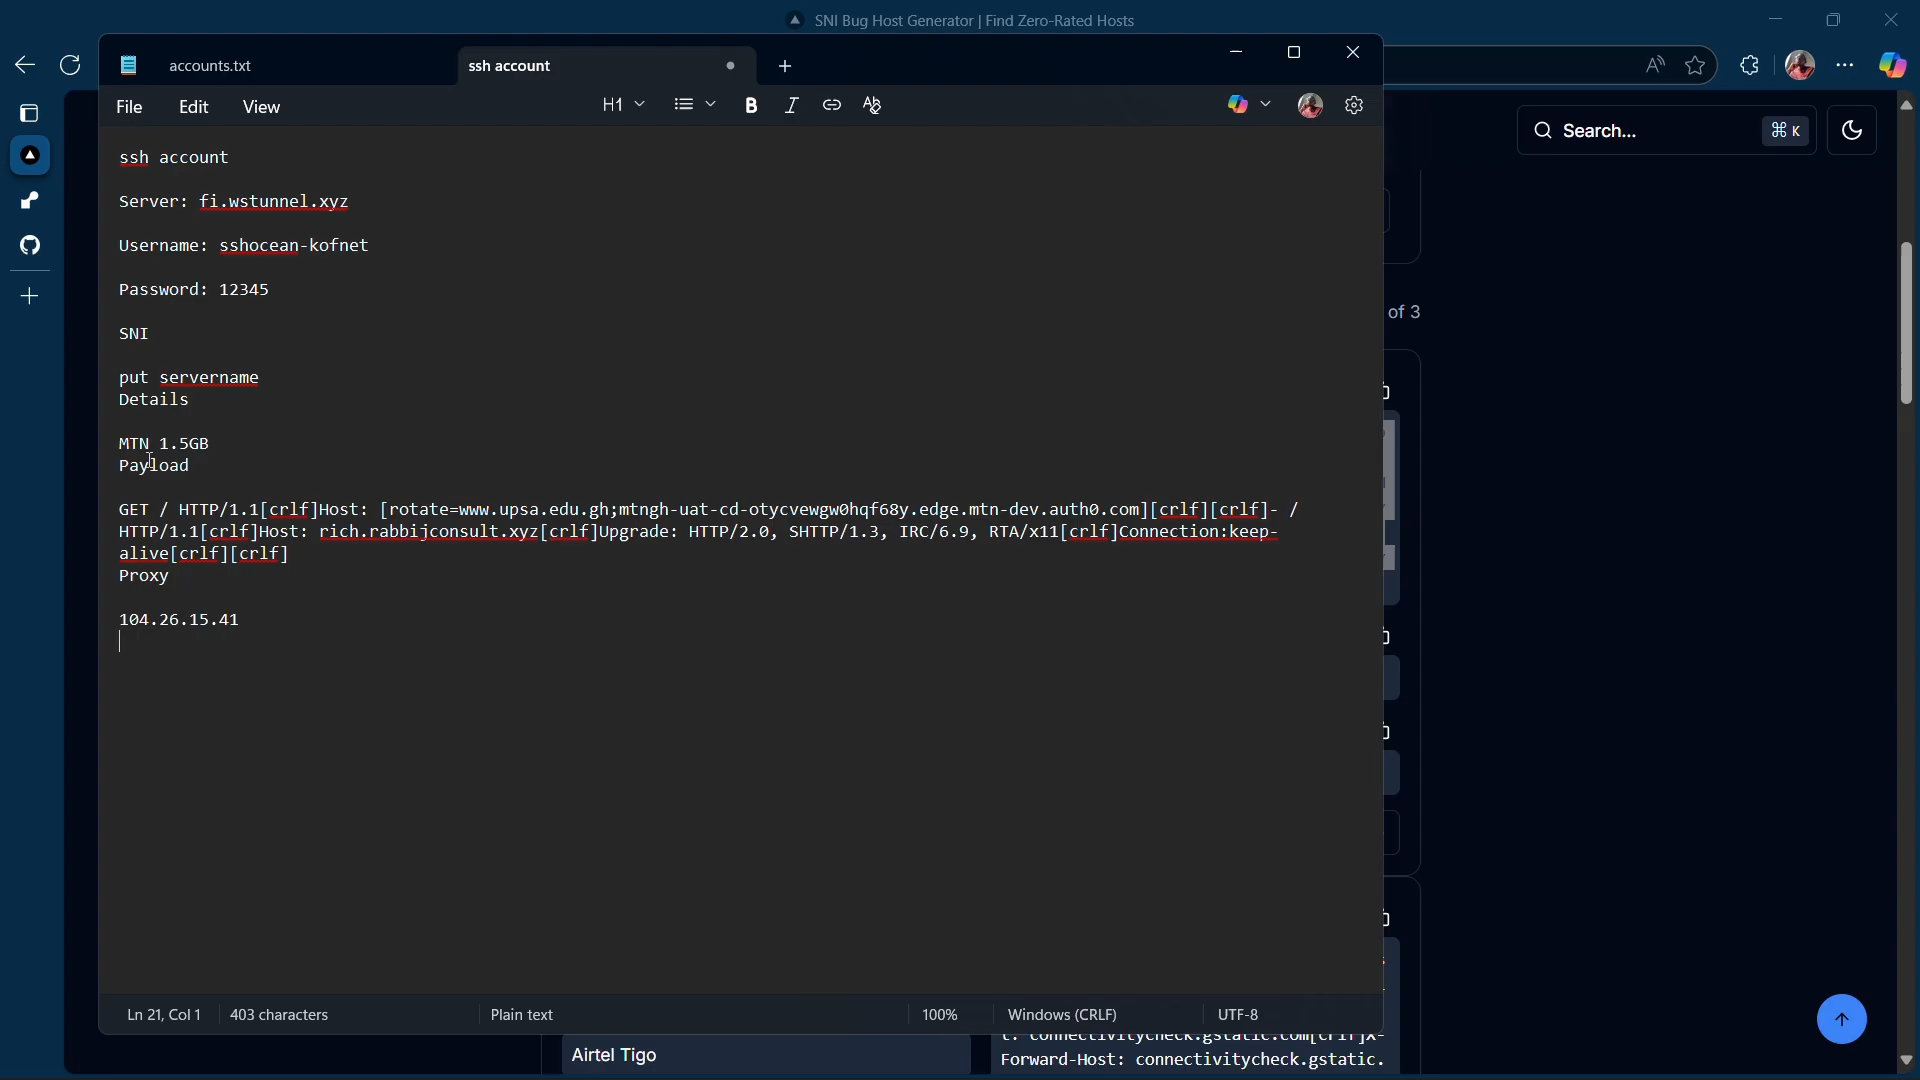 SNI Bug Host Generator | Find Zero-Rated Hosts
accounts.txt
ssh account
File
Edit
View
H1
B
I
Search...
⌘ K
ssh account
Server: fi.wstunnel.xyz
Username: sshocean-kofnet
Password: 12345
SNI
put servername
Details
MTN 1.5GB
Payload
GET / HTTP/1.1[crlf]Host: [rotate=www.upsa.edu.gh;mtngh-uat-cd-otycvewgw0hqf68y.edge.mtn-dev.auth0.com][crlf][crlf]- /
HTTP/1.1[crlf]Host: rich.rabbijconsult.xyz[crlf]Upgrade: HTTP/2.0, SHTTP/1.3, IRC/6.9, RTA/x11[crlf]Connection:keep-
alive[crlf][crlf]
Proxy
104.26.15.41
of 3
Ln 21, Col 1
403 characters
Plain text
100%
Windows (CRLF)
UTF-8
Airtel Tigo
Forward-Host: connectivitycheck.gstatic.